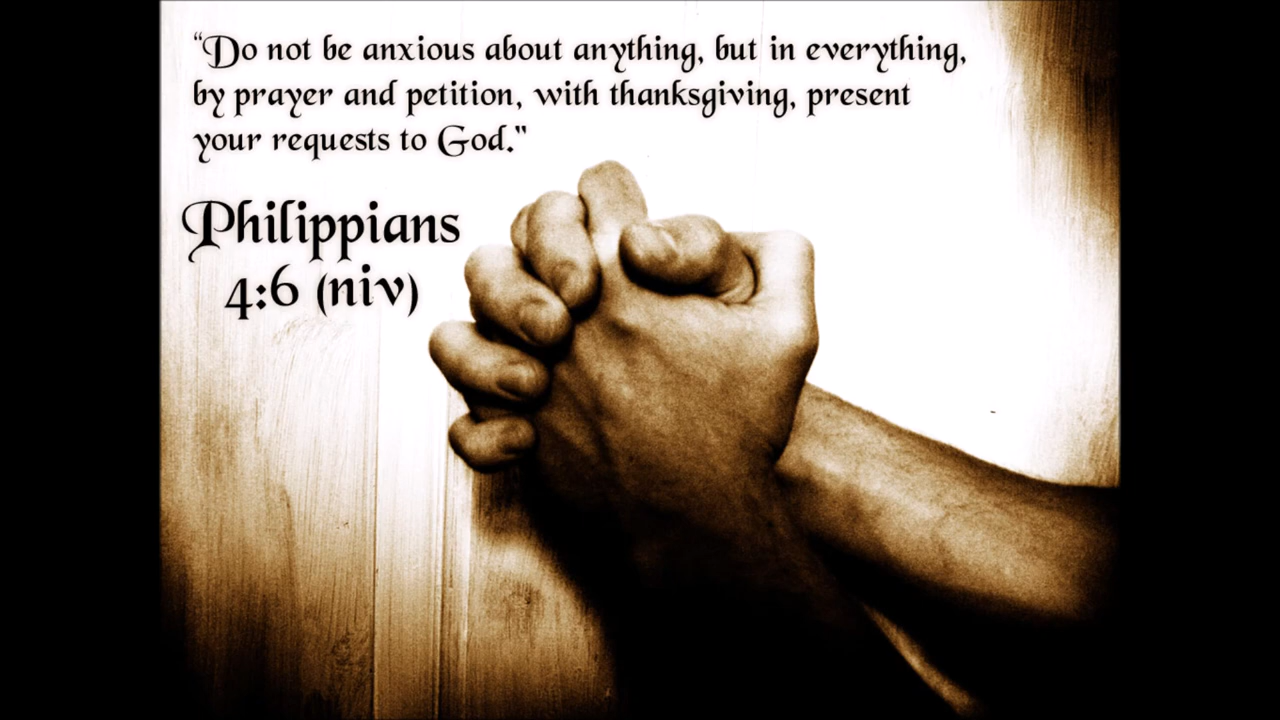 “Do not be anxious about anything, but in everything,
by prayer and petition, with thanksgiving, present
your requests to God."
Philippians
4:6 (niv)